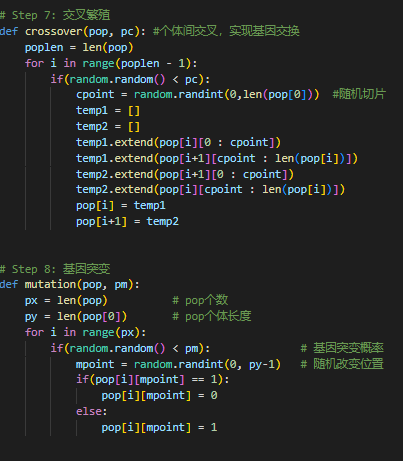 # Step 7: 交叉繁殖
def crossover(pop, pc): #个体间交叉，实现基因交换
    poplen = len(pop)
    for i in range(poplen - 1):
        if(random.random() < pc):
            cpoint = random.randint(0,len(pop[0]))  #随机切片
            temp1 = []
            temp2 = []
            temp1.extend(pop[i][0 : cpoint])
            temp1.extend(pop[i+1][cpoint : len(pop[i])])
            temp2.extend(pop[i+1][0 : cpoint])
            temp2.extend(pop[i][cpoint : len(pop[i])])
            pop[i] = temp1
            pop[i+1] = temp2
# Step 8: 基因突变
def mutation(pop, pm):
    px = len(pop)         # pop个数
    py = len(pop[0])      # pop个体长度
    for i in range(px):
        if(random.random() < pm):                # 基因突变概率
            mpoint = random.randint(0, py-1)   # 随机改变位置
            if(pop[i][mpoint] == 1):
                pop[i][mpoint] = 0
            else:
                pop[i][mpoint] = 1